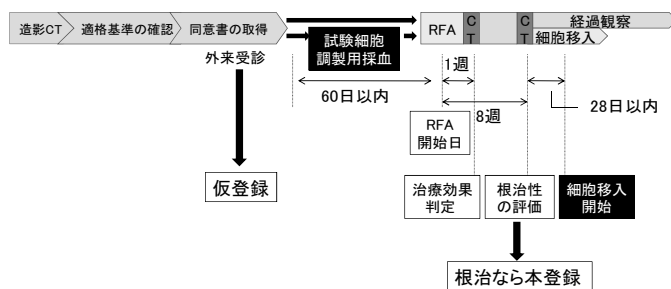 造影CT
適格基準の確認
同意書の取得
試験細胞
調製用採血
RFA
CT
CT
経過観察
細胞移入
外来受診
60日以内
1週
8週
28日以内
RFA
開始日
仮登録
治療効果
判定
根治性
の評価
細胞移入
開始
根治なら本登録